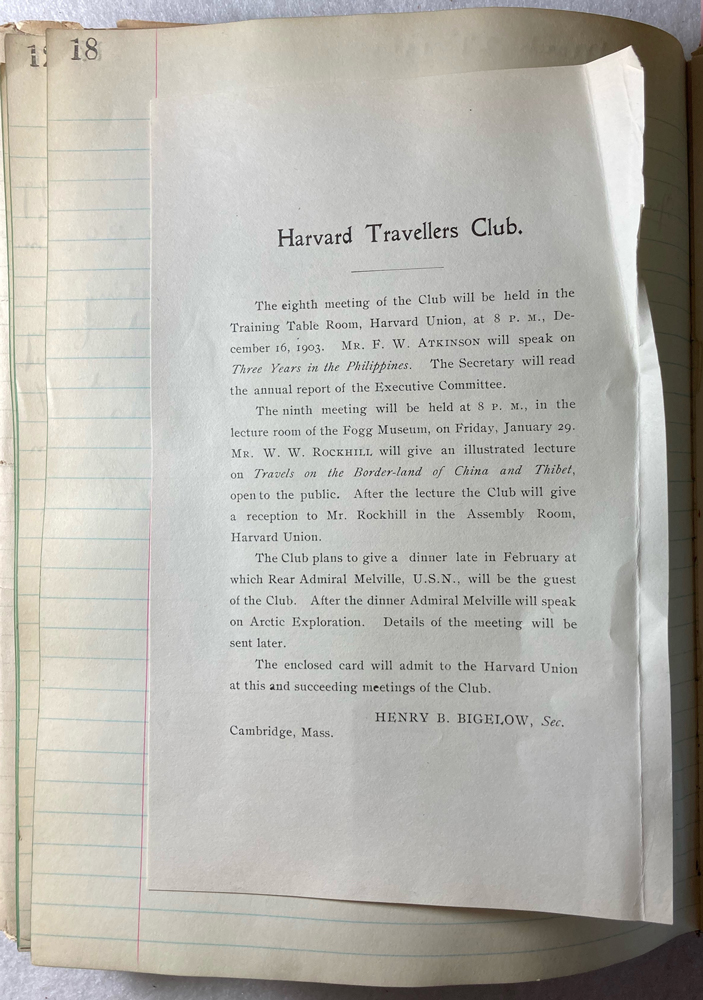 18
Harvard Travellers Club.
The eighth meeting of the Club will be held in the
Training Table Room, Harvard Union, at 8 P. M., De-
cember 16, 1903. MR. F. W. ATKINSON will speak on
Three Years in the Philippines. The Secretary will read
the annual report of the Executive Committee.
The ninth meeting will be held at 8 P. M., in the
lecture room of the Fogg Museum, on Friday, January 29.
MR. W. W. ROCKHILL will give an illustrated lecture
on Travels on the Border-land of China and Thibet,
open to the public. After the lecture the Club will give
a reception to Mr. Rockhill in the Assembly Room,
Harvard Union.
The Club plans to give a dinner late in February at
which Rear Admiral Melville, U.S.N., will be the guest
of the Club. After the dinner Admiral Melville will speak
on Arctic Exploration. Details of the meeting will be
sent later.
The enclosed card will admit to the Harvard Union
at this and succeeding meetings of the Club.
HENRY B. BIGELOW, Sec.
Cambridge, Mass.